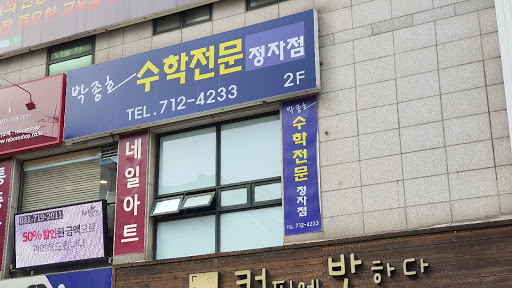 박종호 수학전문 정자점
2F
TEL.712-4233
박종호 수학전문 정자점
712-4233
네일아트
031-719-2011
50% 할인된 금액으로
커피에 반하다